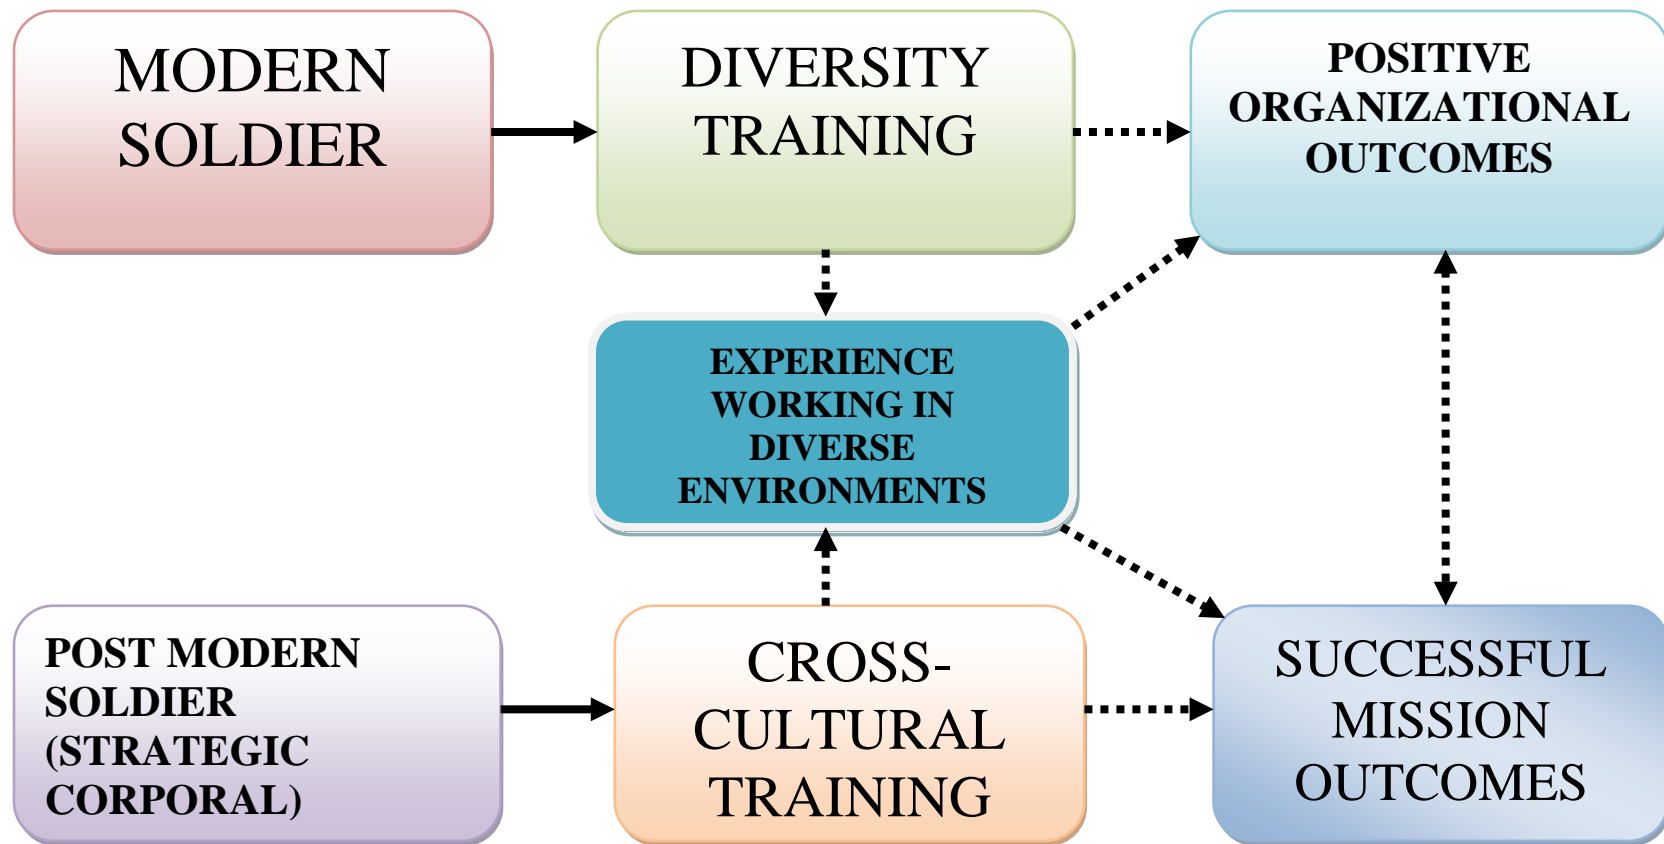 MODERN
SOLDIER
DIVERSITY
TRAINING
POSITIVE
ORGANIZATIONAL
OUTCOMES
EXPERIENCE
WORKING IN
DIVERSE
ENVIRONMENTS
POST MODERN
SOLDIER
(STRATEGIC
CORPORAL)
CROSS-
CULTURAL
TRAINING
SUCCESSFUL
MISSION
OUTCOMES